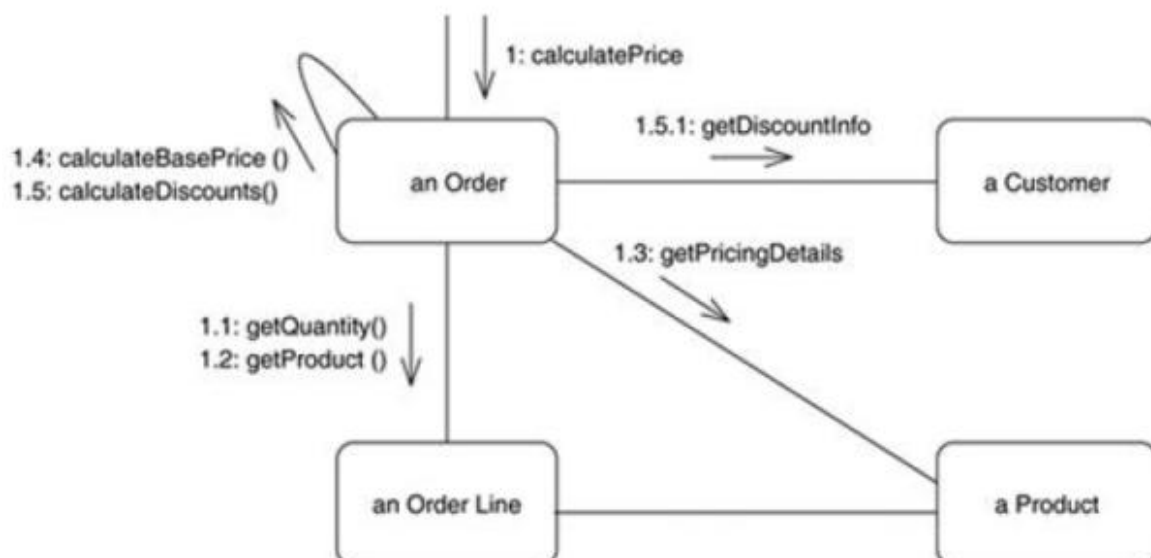 1: calculatePrice
1.5.1: getDiscountInfo
1.4: calculateBasePrice ()
1.5: calculateDiscounts()
an Order
a Customer
1.3: getPricingDetails
1.1: getQuantity()
1.2: getProduct ()
an Order Line
a Product